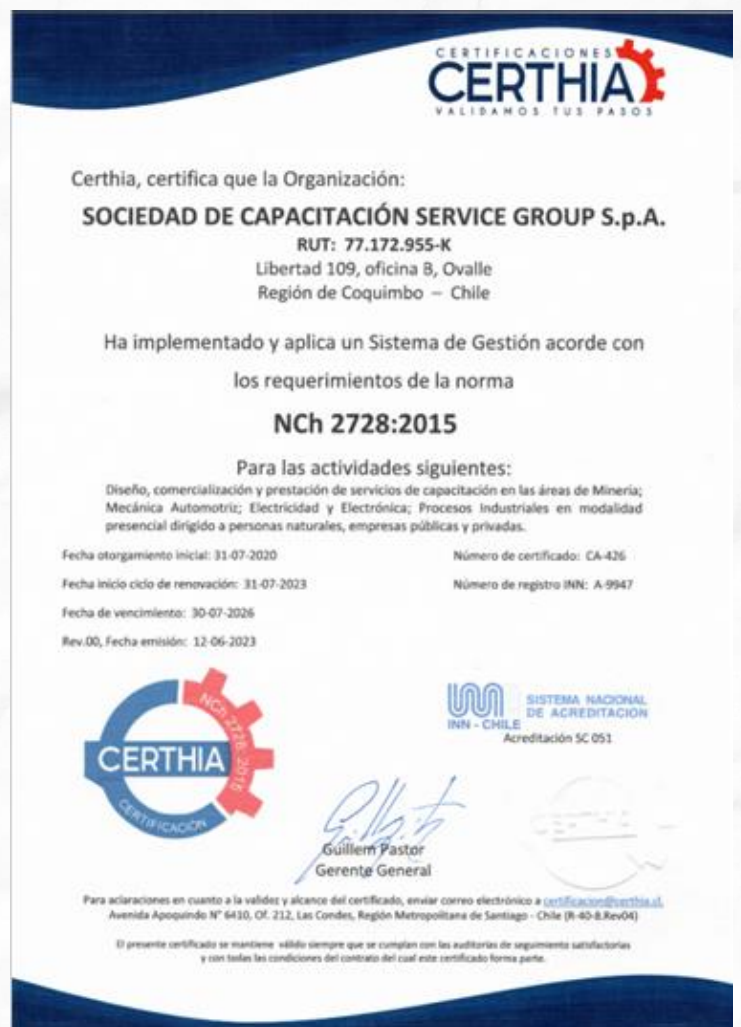 CERTIFICACIONES
CERTHIA
VALIDAMOS TUS PASOS
Certhia, certifica que la Organización:
SOCIEDAD DE CAPACITACIÓN SERVICE GROUP S.p.A.
RUT: 77.172.955-K
Libertad 109, oficina B, Ovalle
Región de Coquimbo – Chile
Ha implementado y aplica un Sistema de Gestión acorde con
los requerimientos de la norma
NCh 2728:2015
Para las actividades siguientes:
Diseño, comercialización y prestación de servicios de capacitación en las áreas de Minería;
Mecánica Automotriz; Electricidad y Electrónica; Procesos Industriales en modalidad
presencial dirigido a personas naturales, empresas públicas y privadas.
Fecha otorgamiento inicial: 31-07-2020
Número de certificado: CA-426
Fecha inicio ciclo de renovación: 31-07-2023
Número de registro INN: A-9947
Fecha de vencimiento: 30-07-2026
Rev.00, Fecha emisión: 12-06-2023
NCh 2728: 2015
CERTHIA
CERTIFICACIÓN
INN - CHILE
SISTEMA NACIONAL
DE ACREDITACION
Acreditación SC 051
Guillem Pastor
Gerente General
Para aclaraciones en cuanto a la validez y alcance del certificado, enviar correo electrónico a certificacion@certhia.cl,
Avenida Apoquindo N° 6410, Of. 212, Las Condes, Región Metropolitana de Santiago - Chile (R-40-8.Rev04)
El presente certificado se mantiene válido siempre que se cumplan con las auditorías de seguimiento satisfactorias
y con todas las condiciones del contrato del cual este certificado forma parte.